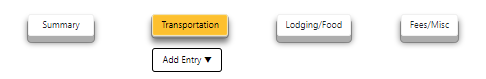 Summary
Transportation
Lodging/Food
Fees/Misc
Add Entry ▼